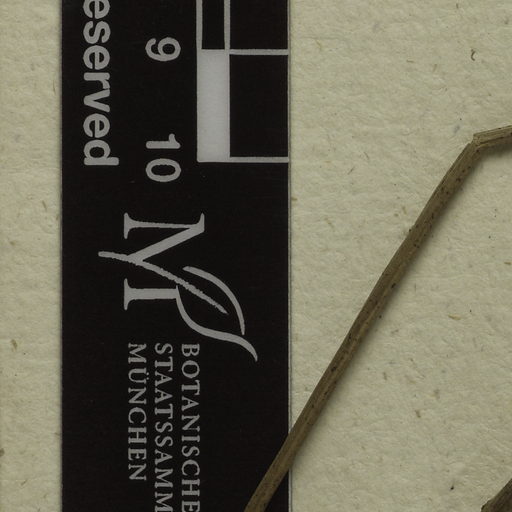 eserved
9
10
M
BOTANISCHE
STAATSSAMM
MÜNCHEN